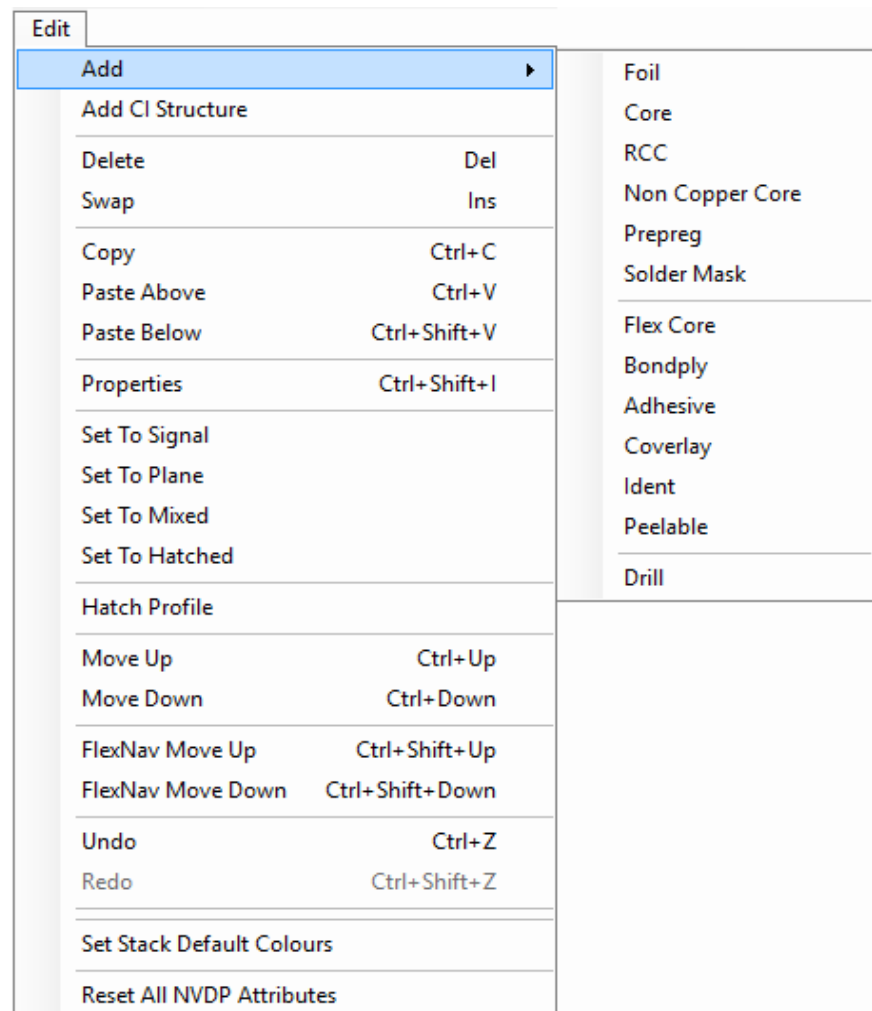 Edit
Add
Add CI Structure
Delete Del
Swap Ins
Copy Ctrl+C
Paste Above Ctrl+V
Paste Below Ctrl+Shift+V
Properties Ctrl+Shift+I
Set To Signal
Set To Plane
Set To Mixed
Set To Hatched
Hatch Profile
Move Up Ctrl+Up
Move Down Ctrl+Down
FlexNav Move Up Ctrl+Shift+Up
FlexNav Move Down Ctrl+Shift+Down
Undo Ctrl+Z
Redo Ctrl+Shift+Z
Set Stack Default Colours
Reset All NVDP Attributes
Foil
Core
RCC
Non Copper Core
Prepreg
Solder Mask
Flex Core
Bondply
Adhesive
Coverlay
Ident
Peelable
Drill